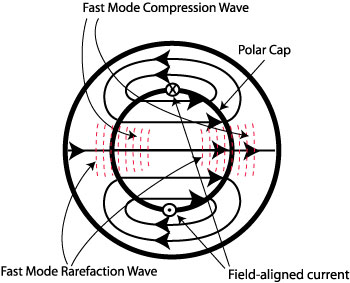 Fast Mode Compression Wave
Polar Cap
Fast Mode Rarefaction Wave
Field-aligned current